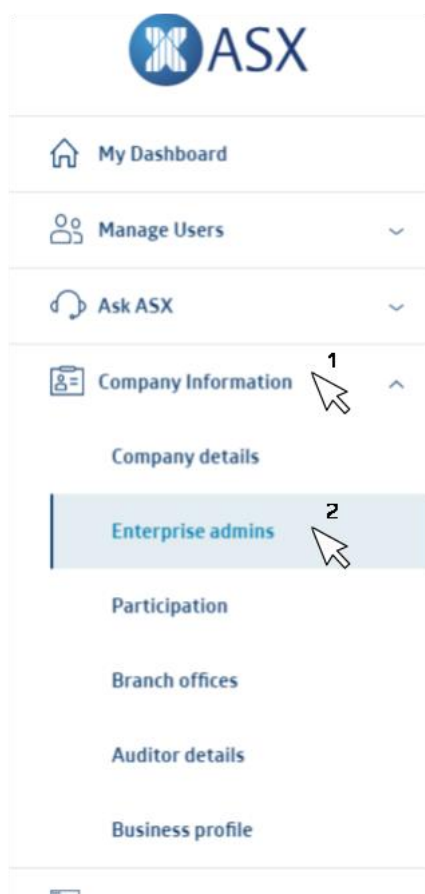 ASX
My Dashboard
Manage Users
Ask ASX
Company Information 1
Company details
Enterprise admins 2
Participation
Branch offices
Auditor details
Business profile